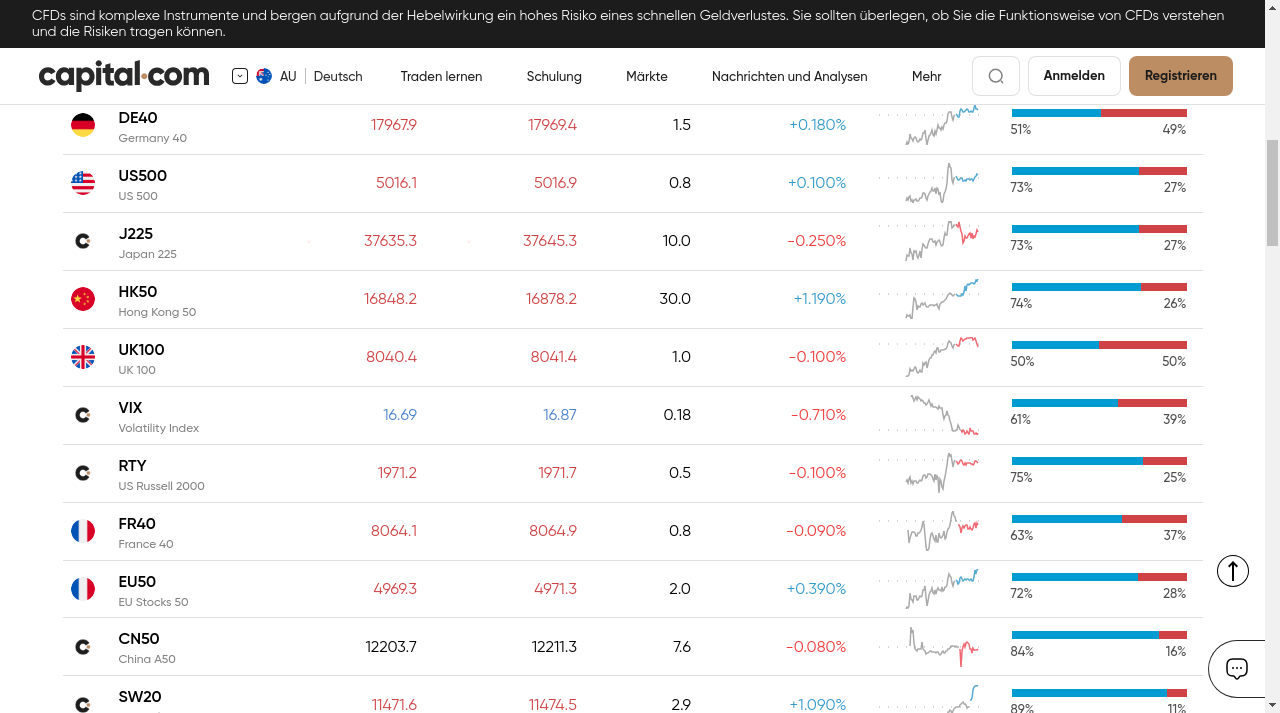 CFDs sind komplexe Instrumente und bergen aufgrund der Hebelwirkung ein hohes Risiko eines schnellen Geldverlustes. Sie sollten überlegen, ob Sie die Funktionsweise von CFDs verstehen
und die Risiken tragen können.
capital.com AU Deutsch Traden lernen Schulung Märkte Nachrichten und Analysen Mehr Anmelden Registrieren
DE40
Germany 40
17967.9 17969.4 1.5 +0.180% 51% 49%
US500
US 500
5016.1 5016.9 0.8 +0.100% 73% 27%
J225
Japan 225
37635.3 37645.3 10.0 -0.250% 73% 27%
HK50
Hong Kong 50
16848.2 16878.2 30.0 +1.190% 74% 26%
UK100
UK 100
8040.4 8041.4 1.0 -0.100% 50% 50%
VIX
Volatility Index
16.69 16.87 0.18 -0.710% 61% 39%
RTY
US Russell 2000
1971.2 1971.7 0.5 -0.100% 75% 25%
FR40
France 40
8064.1 8064.9 0.8 -0.090% 63% 37%
EU50
EU Stocks 50
4969.3 4971.3 2.0 +0.390% 72% 28%
CN50
China A50
12203.7 12211.3 7.6 -0.080% 84% 16%
SW20
11471.6 11474.5 2.9 +1.090% 89% 11%